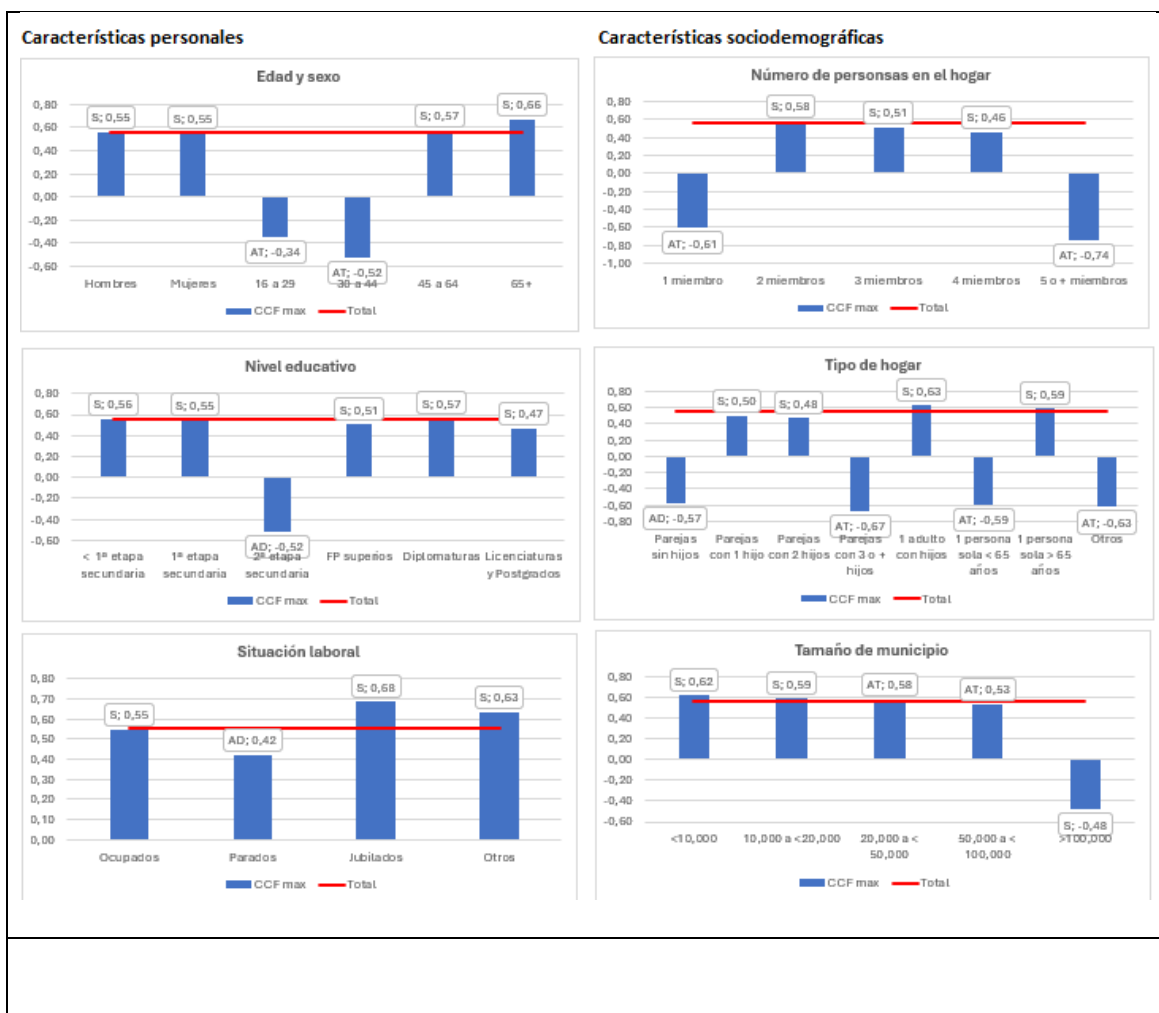 Características personales
Características sociodemográficas
Edad y sexo
0,80
0,60
0,40
0,20
0,00
-0,20
-0,40
-0,60
S; 0,55
S; 0,55
AT; -0,34
AT; -0,52
S; 0,57
S; 0,66
Hombres Mujeres 16 a 29 30 a 44 45 a 64 65+
CCF max Total
Número de personsas en el hogar
0,80
0,60
0,40
0,20
0,00
-0,20
-0,40
-0,60
-0,80
-1,00
AT; -0,61
S; 0,58
S; 0,51
S; 0,46
AT; -0,74
1 miembro 2 miembros 3 miembros 4 miembros 5 o + miembros
CCF max Total
Nivel educativo
0,80
0,60
0,40
0,20
0,00
-0,20
-0,40
-0,60
S; 0,56
S; 0,55
AD; -0,52
S; 0,51
S; 0,57
S; 0,47
< 1ª etapa
secundaria
1ª etapa
secundaria
2ª etapa
secundaria
FP superios
Diplomaturas
Licenciaturas
y Postgrados
CCF max Total
Tipo de hogar
0,80
0,60
0,40
0,20
0,00
-0,20
-0,40
-0,60
-0,80
AD; -0,57
S; 0,50
S; 0,48
AT; -0,67
S; 0,63
AT; -0,59
S; 0,59
AT; -0,63
Parejas
sin hijos
Parejas
con 1 hijo
Parejas
con 2 hijos
Parejas
con 3 o +
hijos
1 adulto
con hijos
1 persona
sola < 65
años
1 persona
sola > 65
años
Otros
CCF max Total
Situación laboral
0,80
0,70
0,60
0,50
0,40
0,30
0,20
0,10
0,00
S; 0,55
AD; 0,42
S; 0,68
S; 0,63
Ocupados Parados Jubilados Otros
CCF max Total
Tamaño de municipio
0,80
0,60
0,40
0,20
0,00
-0,20
-0,40
-0,60
S; 0,62
S; 0,59
AT; 0,58
AT; 0,53
S; -0,48
<10,000
10,000 a <20,000
20,000 a <
50,000
50,000 a <
100,000
>100,000
CCF max Total